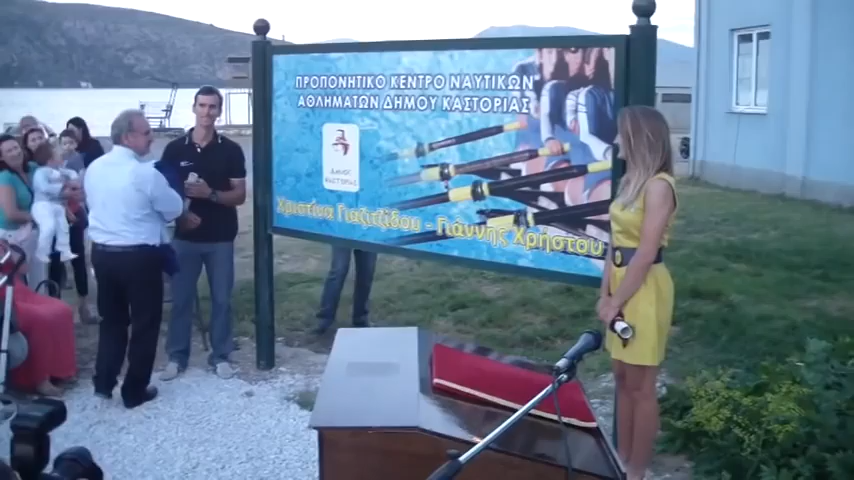 ΠΡΟΠΟΝΗΤΙΚΟ ΚΕΝΤΡΟ ΝΑΥΤΙΚΩΝ
ΑΘΛΗΜΑΤΩΝ ΔΗΜΟΥ ΚΑΣΤΟΡΙΑΣ
ΔΗΜΟΣ
ΚΑΣΤΟΡΙΑΣ
Χριστίνα Γιαζιτζίδου - Γιάννης Χρήστου